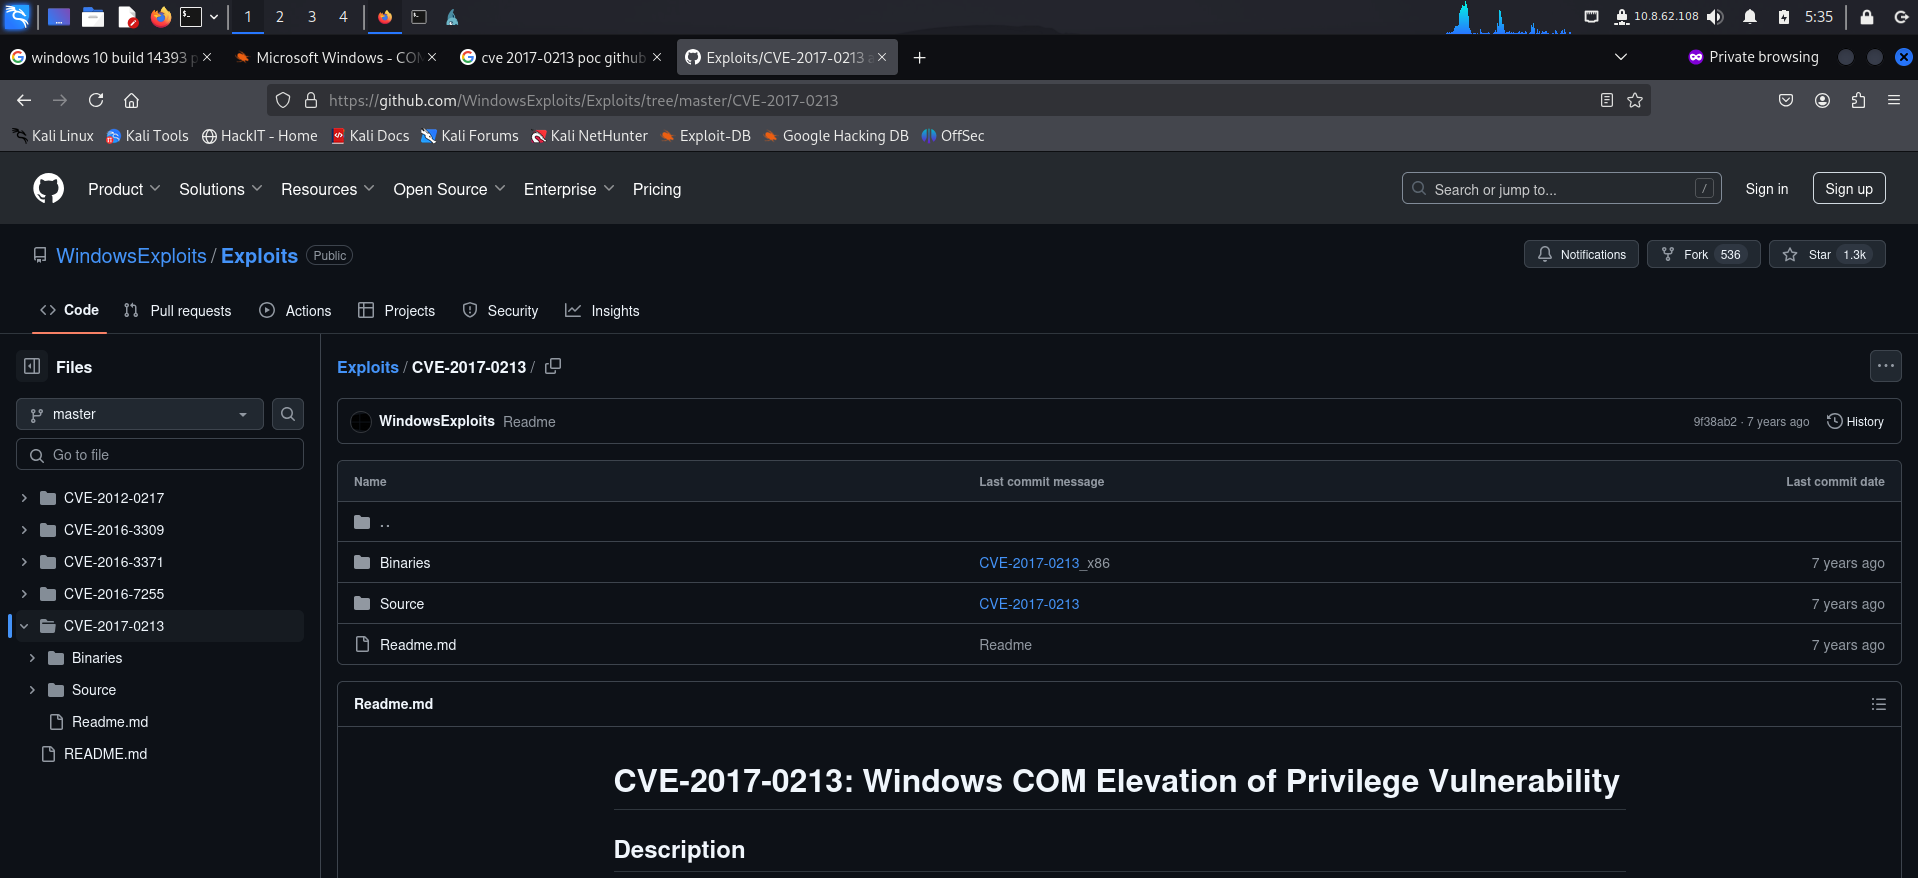 1 2 3 4 10.8.62.108 5:35
windows 10 build 14393 p Microsoft Windows - CO cve 2017-0213 poc github Exploits/CVE-2017-0213 a Private browsing
https://github.com/WindowsExploits/Exploits/tree/master/CVE-2017-0213
Kali Linux Kali Tools HackIT - Home Kali Docs Kali Forums Kali NetHunter Exploit-DB Google Hacking DB OffSec
Product Solutions Resources Open Source Enterprise Pricing Search or jump to... / Sign in Sign up
WindowsExploits / Exploits Public Notifications Fork 536 Star 1.3k
Code Pull requests Actions Projects Security Insights
Files
master
Go to file
CVE-2012-0217
CVE-2016-3309
CVE-2016-3371
CVE-2016-7255
CVE-2017-0213
Binaries
Source
Readme.md
README.md
Exploits / CVE-2017-0213 / ...
WindowsExploits Readme 9f38ab2 · 7 years ago History
Name Last commit message Last commit date
..
Binaries CVE-2017-0213_x86 7 years ago
Source CVE-2017-0213 7 years ago
Readme.md Readme 7 years ago
Readme.md
CVE-2017-0213: Windows COM Elevation of Privilege Vulnerability
Description